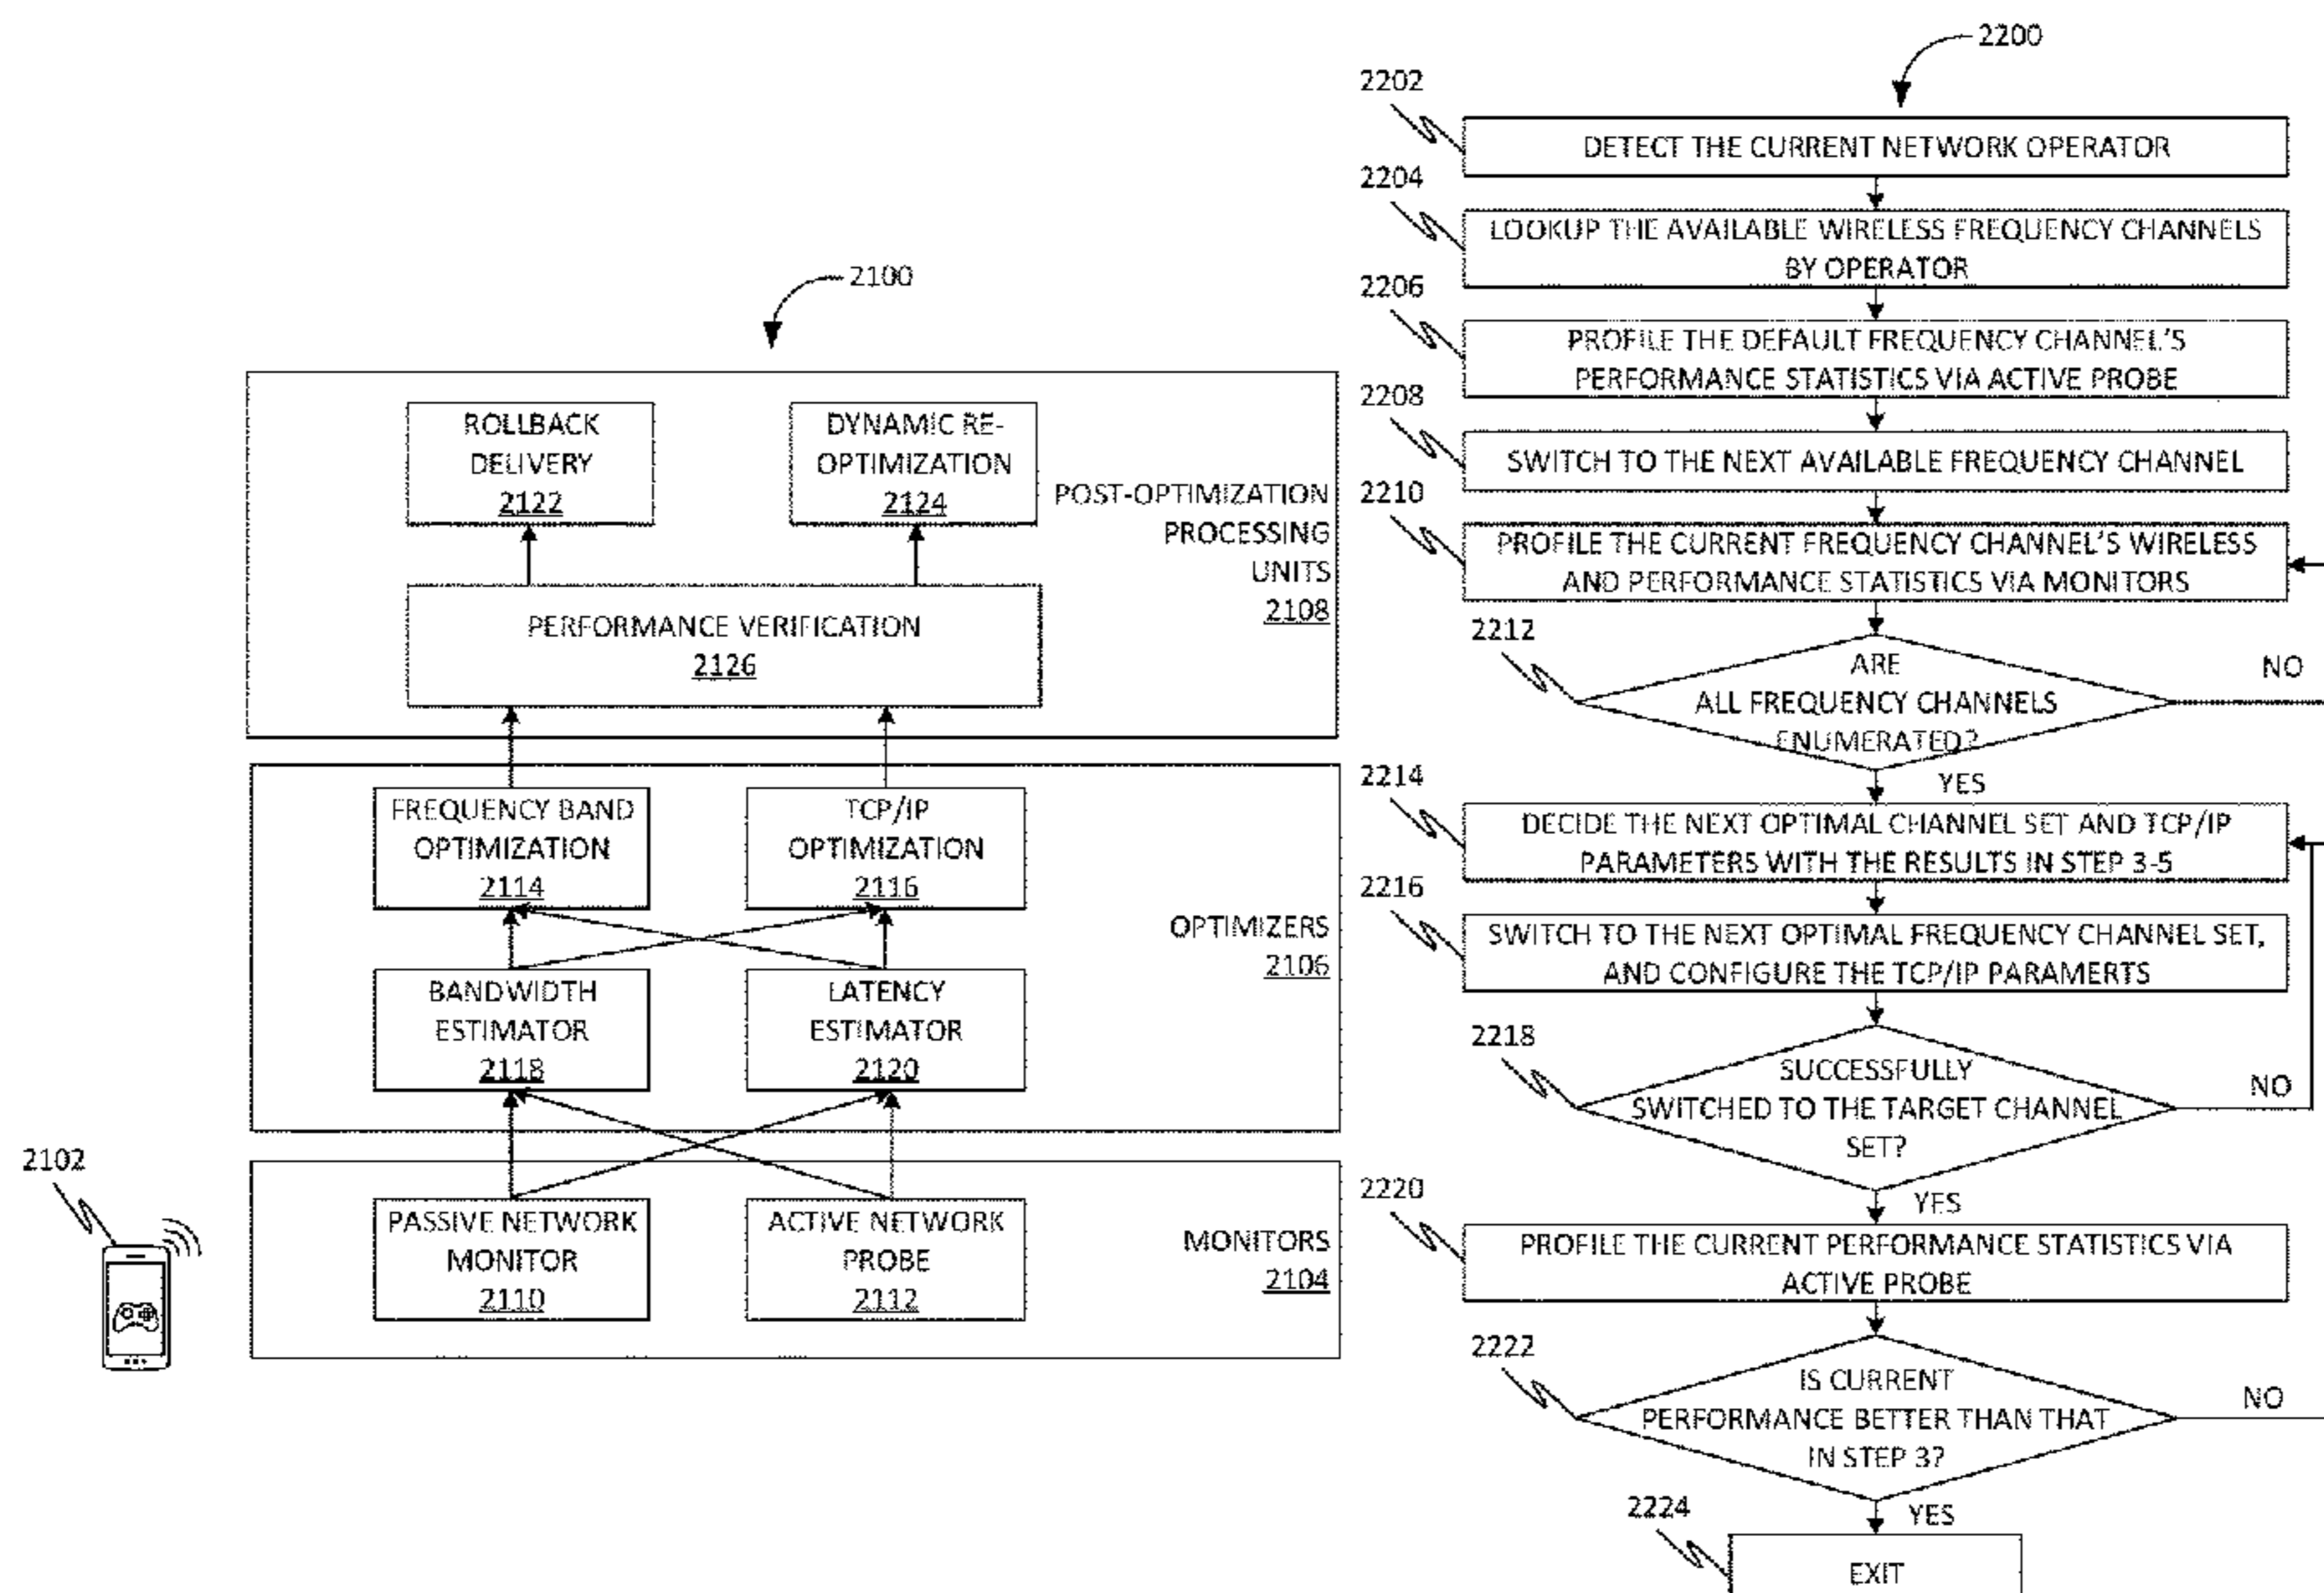 2100
ROLLBACK
DELIVERY
2122
DYNAMIC RE-
OPTIMIZATION
2124
POST-OPTIMIZATION
PROCESSING
UNITS
2108
PERFORMANCE VERIFICATION
2126
FREQUENCY BAND
OPTIMIZATION
2114
TCP/IP
OPTIMIZATION
2116
OPTIMIZERS
2106
BANDWIDTH
ESTIMATOR
2118
LATENCY
ESTIMATOR
2120
2102
PASSIVE NETWORK
MONITOR
2110
ACTIVE NETWORK
PROBE
2112
MONITORS
2104
2200
2202
DETECT THE CURRENT NETWORK OPERATOR
2204
LOOKUP THE AVAILABLE WIRELESS FREQUENCY CHANNELS
BY OPERATOR
2206
PROFILE THE DEFAULT FREQUENCY CHANNEL'S
PERFORMANCE STATISTICS VIA ACTIVE PROBE
2208
SWITCH TO THE NEXT AVAILABLE FREQUENCY CHANNEL
2210
PROFILE THE CURRENT FREQUENCY CHANNEL'S WIRELESS
AND PERFORMANCE STATISTICS VIA MONITORS
2212
ARE
ALL FREQUENCY CHANNELS
ENUMERATED?
NO
YES
2214
DECIDE THE NEXT OPTIMAL CHANNEL SET AND TCP/IP
PARAMETERS WITH THE RESULTS IN STEP 3-5
2216
SWITCH TO THE NEXT OPTIMAL FREQUENCY CHANNEL SET,
AND CONFIGURE THE TCP/IP PARAMERTS
2218
SUCCESSFULLY
SWITCHED TO THE TARGET CHANNEL
SET?
NO
YES
2220
PROFILE THE CURRENT PERFORMANCE STATISTICS VIA
ACTIVE PROBE
2222
IS CURRENT
PERFORMANCE BETTER THAN THAT
IN STEP 3?
NO
YES
2224
EXIT